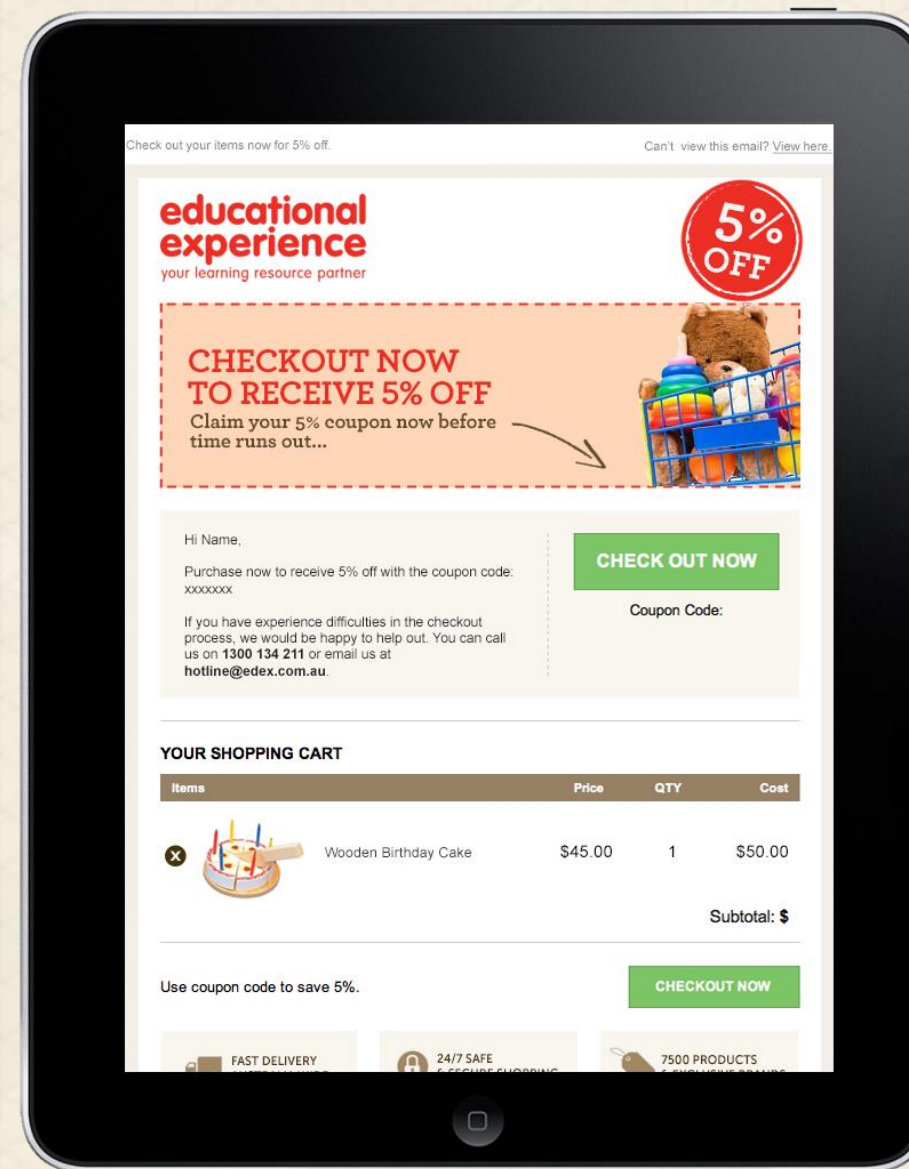 Check out your items now for 5% off.
Can't view this email? View here.
educational
experience
your learning resource partner
5%
OFF
CHECKOUT NOW
TO RECEIVE 5% OFF
Claim your 5% coupon now before
time runs out...
Hi Name,
Purchase now to receive 5% off with the coupon code:
xxxxxxx
If you have experience difficulties in the checkout
process, we would be happy to help out. You can call
us on 1300 134 211 or email us at
hotline@edex.com.au.
CHECK OUT NOW
Coupon Code:
YOUR SHOPPING CART
Items Price QTY Cost
X Wooden Birthday Cake $45.00 1 $50.00
Subtotal: $
Use coupon code to save 5%.
CHECKOUT NOW
FAST DELIVERY
24/7 SAFE
& SECURE SHOPPING
7500 PRODUCTS
& EXCLUSIVE BRANDS